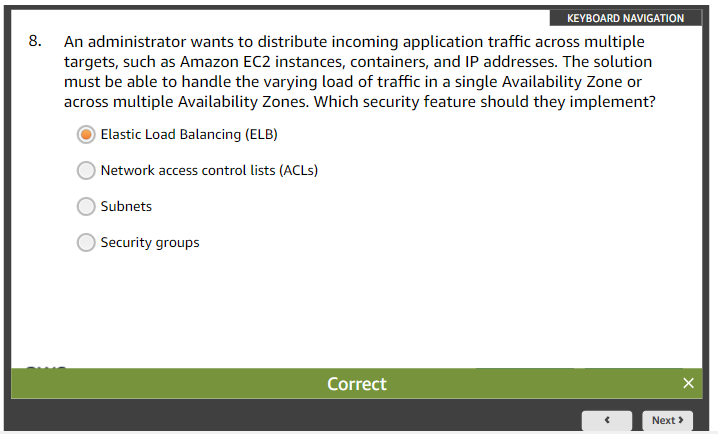 KEYBOARD NAVIGATION
8. An administrator wants to distribute incoming application traffic across multiple
targets, such as Amazon EC2 instances, containers, and IP addresses. The solution
must be able to handle the varying load of traffic in a single Availability Zone or
across multiple Availability Zones. Which security feature should they implement?
Elastic Load Balancing (ELB)
Network access control lists (ACLs)
Subnets
Security groups
Correct
Next